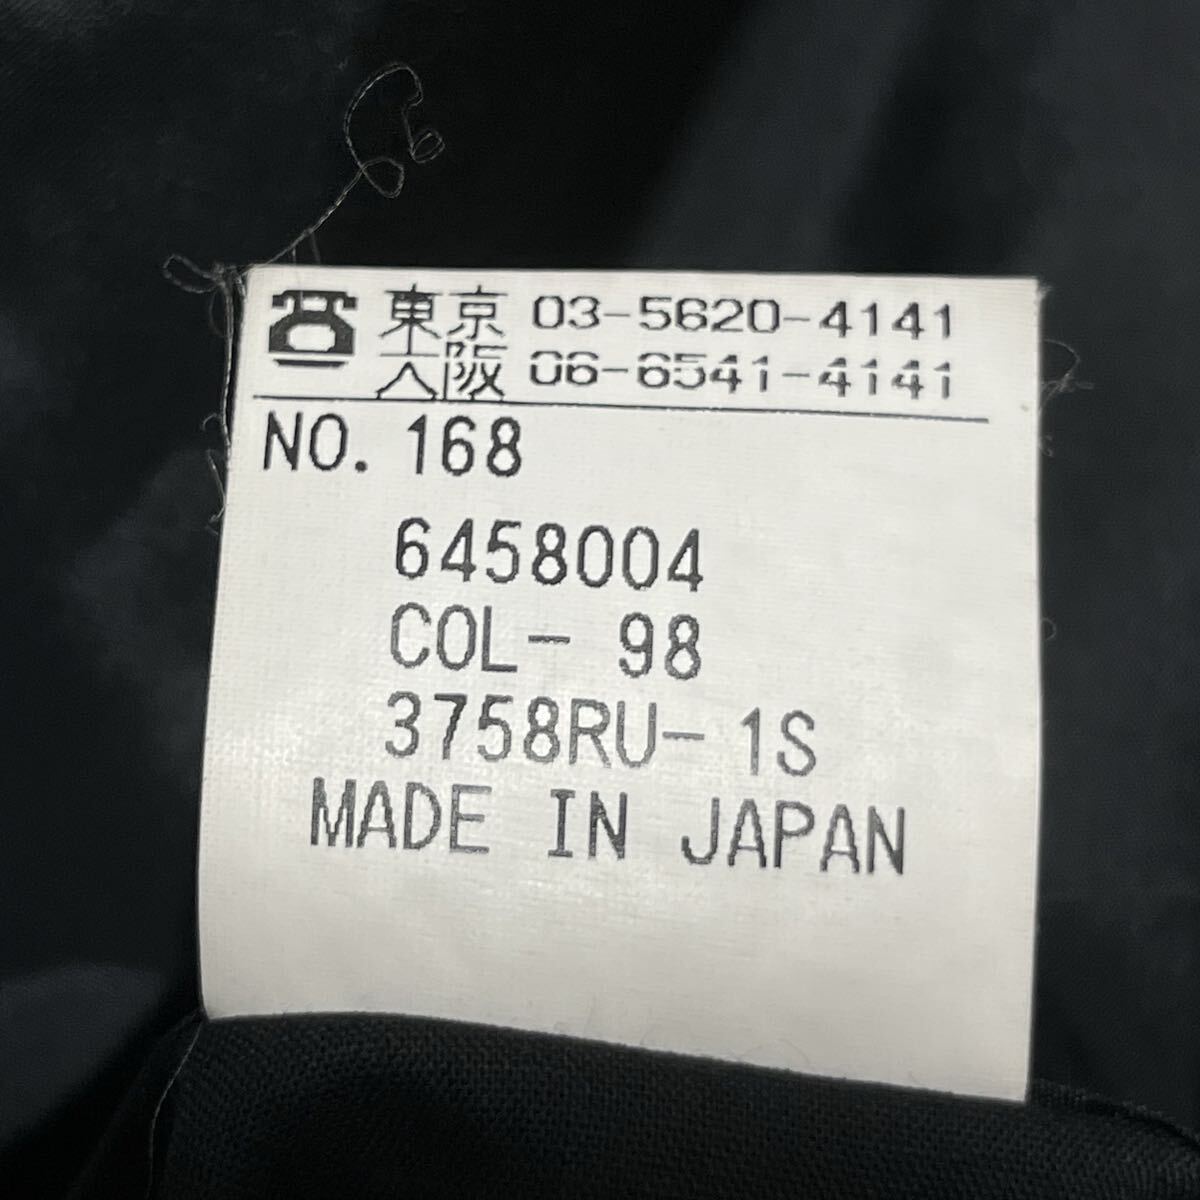 ☎ 東京 03-5620-4141
大阪 06-6541-4141
NO. 168
6458004
COL- 98
3758RU-1S
MADE IN JAPAN